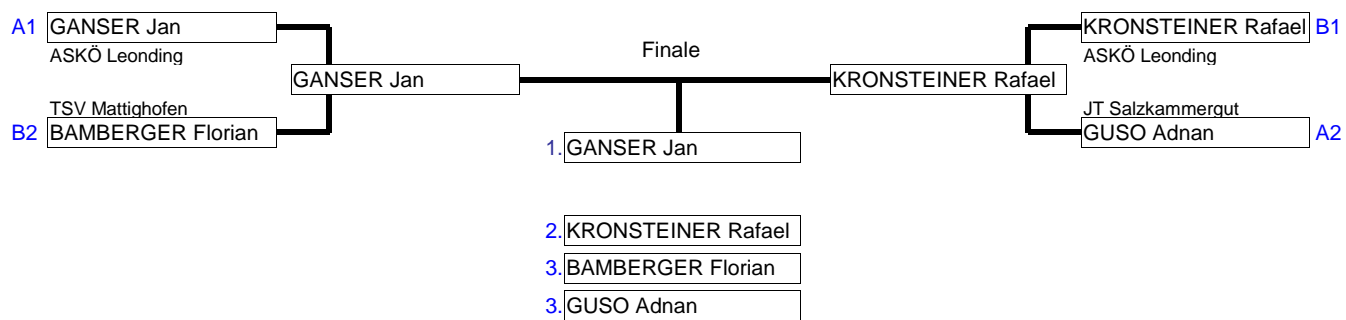 A1 GANSER Jan
ASKÖ Leonding
KRONSTEINER Rafael B1
ASKÖ Leonding
Finale
GANSER Jan
KRONSTEINER Rafael
TSV Mattighofen
B2 BAMBERGER Florian
JT Salzkammergut
GUSO Adnan A2
1. GANSER Jan
2. KRONSTEINER Rafael
3. BAMBERGER Florian
3. GUSO Adnan